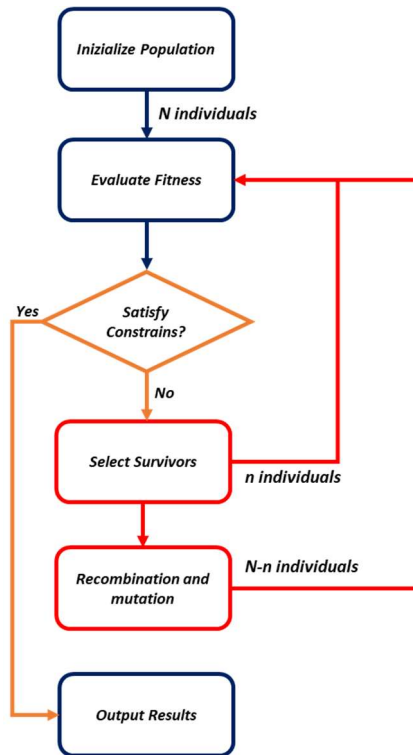 Inizialize Population
N individuals
Evaluate Fitness
Yes
Satisfy
Constrains?
No
Select Survivors
n individuals
Recombination and
mutation
N-n individuals
Output Results